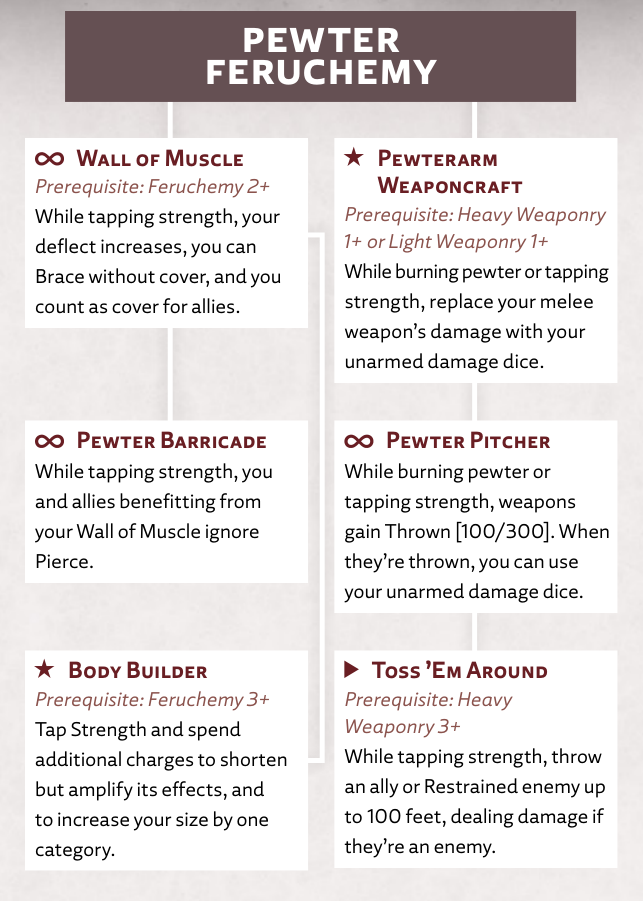 PEWTER
FERUCHEMY
∞ Wall of Muscle
Prerequisite: Feruchemy 2+
While tapping strength, your
deflect increases, you can
Brace without cover, and you
count as cover for allies.
★ Pewterarm
Weaponcraft
Prerequisite: Heavy Weaponry
1+ or Light Weaponry 1+
While burning pewter or tapping
strength, replace your melee
weapon’s damage with your
unarmed damage dice.
∞ Pewter Barricade
While tapping strength, you
and allies benefitting from
your Wall of Muscle ignore
Pierce.
∞ Pewter Pitcher
While burning pewter or
tapping strength, weapons
gain Thrown [100/300]. When
they’re thrown, you can use
your unarmed damage dice.
★ Body Builder
Prerequisite: Feruchemy 3+
Tap Strength and spend
additional charges to shorten
but amplify its effects, and
to increase your size by one
category.
▶ Toss ’Em Around
Prerequisite: Heavy
Weaponry 3+
While tapping strength, throw
an ally or Restrained enemy up
to 100 feet, dealing damage if
they’re an enemy.